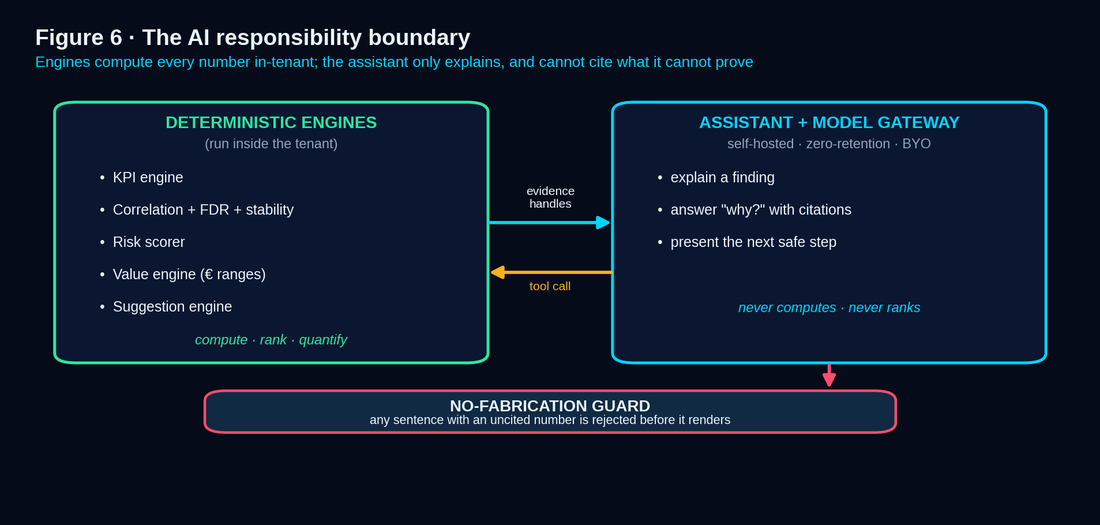 Figure 6 · The AI responsibility boundary
Engines compute every number in-tenant; the assistant only explains, and cannot cite what it cannot prove
DETERMINISTIC ENGINES
(run inside the tenant)
• KPI engine
• Correlation + FDR + stability
• Risk scorer
• Value engine (€ ranges)
• Suggestion engine
compute · rank · quantify
evidence
handles
tool call
ASSISTANT + MODEL GATEWAY
self-hosted · zero-retention · BYO
• explain a finding
• answer "why?" with citations
• present the next safe step
never computes · never ranks
NO-FABRICATION GUARD
any sentence with an uncited number is rejected before it renders